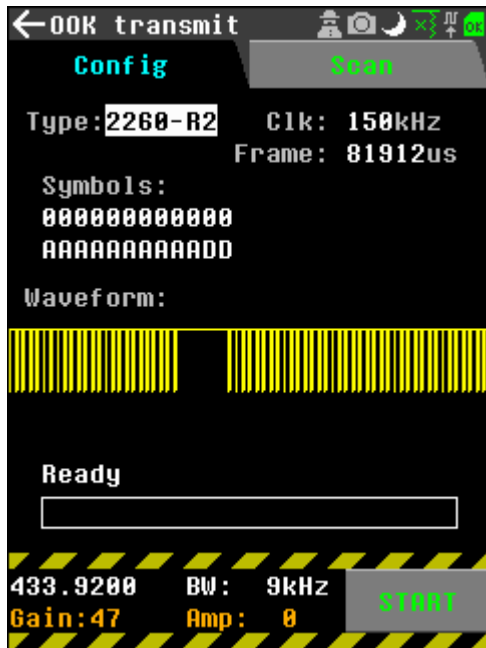 OOK transmit OK
Config Scan
Type:2260-R2 Clk: 150kHz
Frame: 81912us
Symbols:
000000000000
AAAAAAAAAADD
Waveform:
Ready
433.9200 BW: 9kHz START
Gain:47 Amp: 0